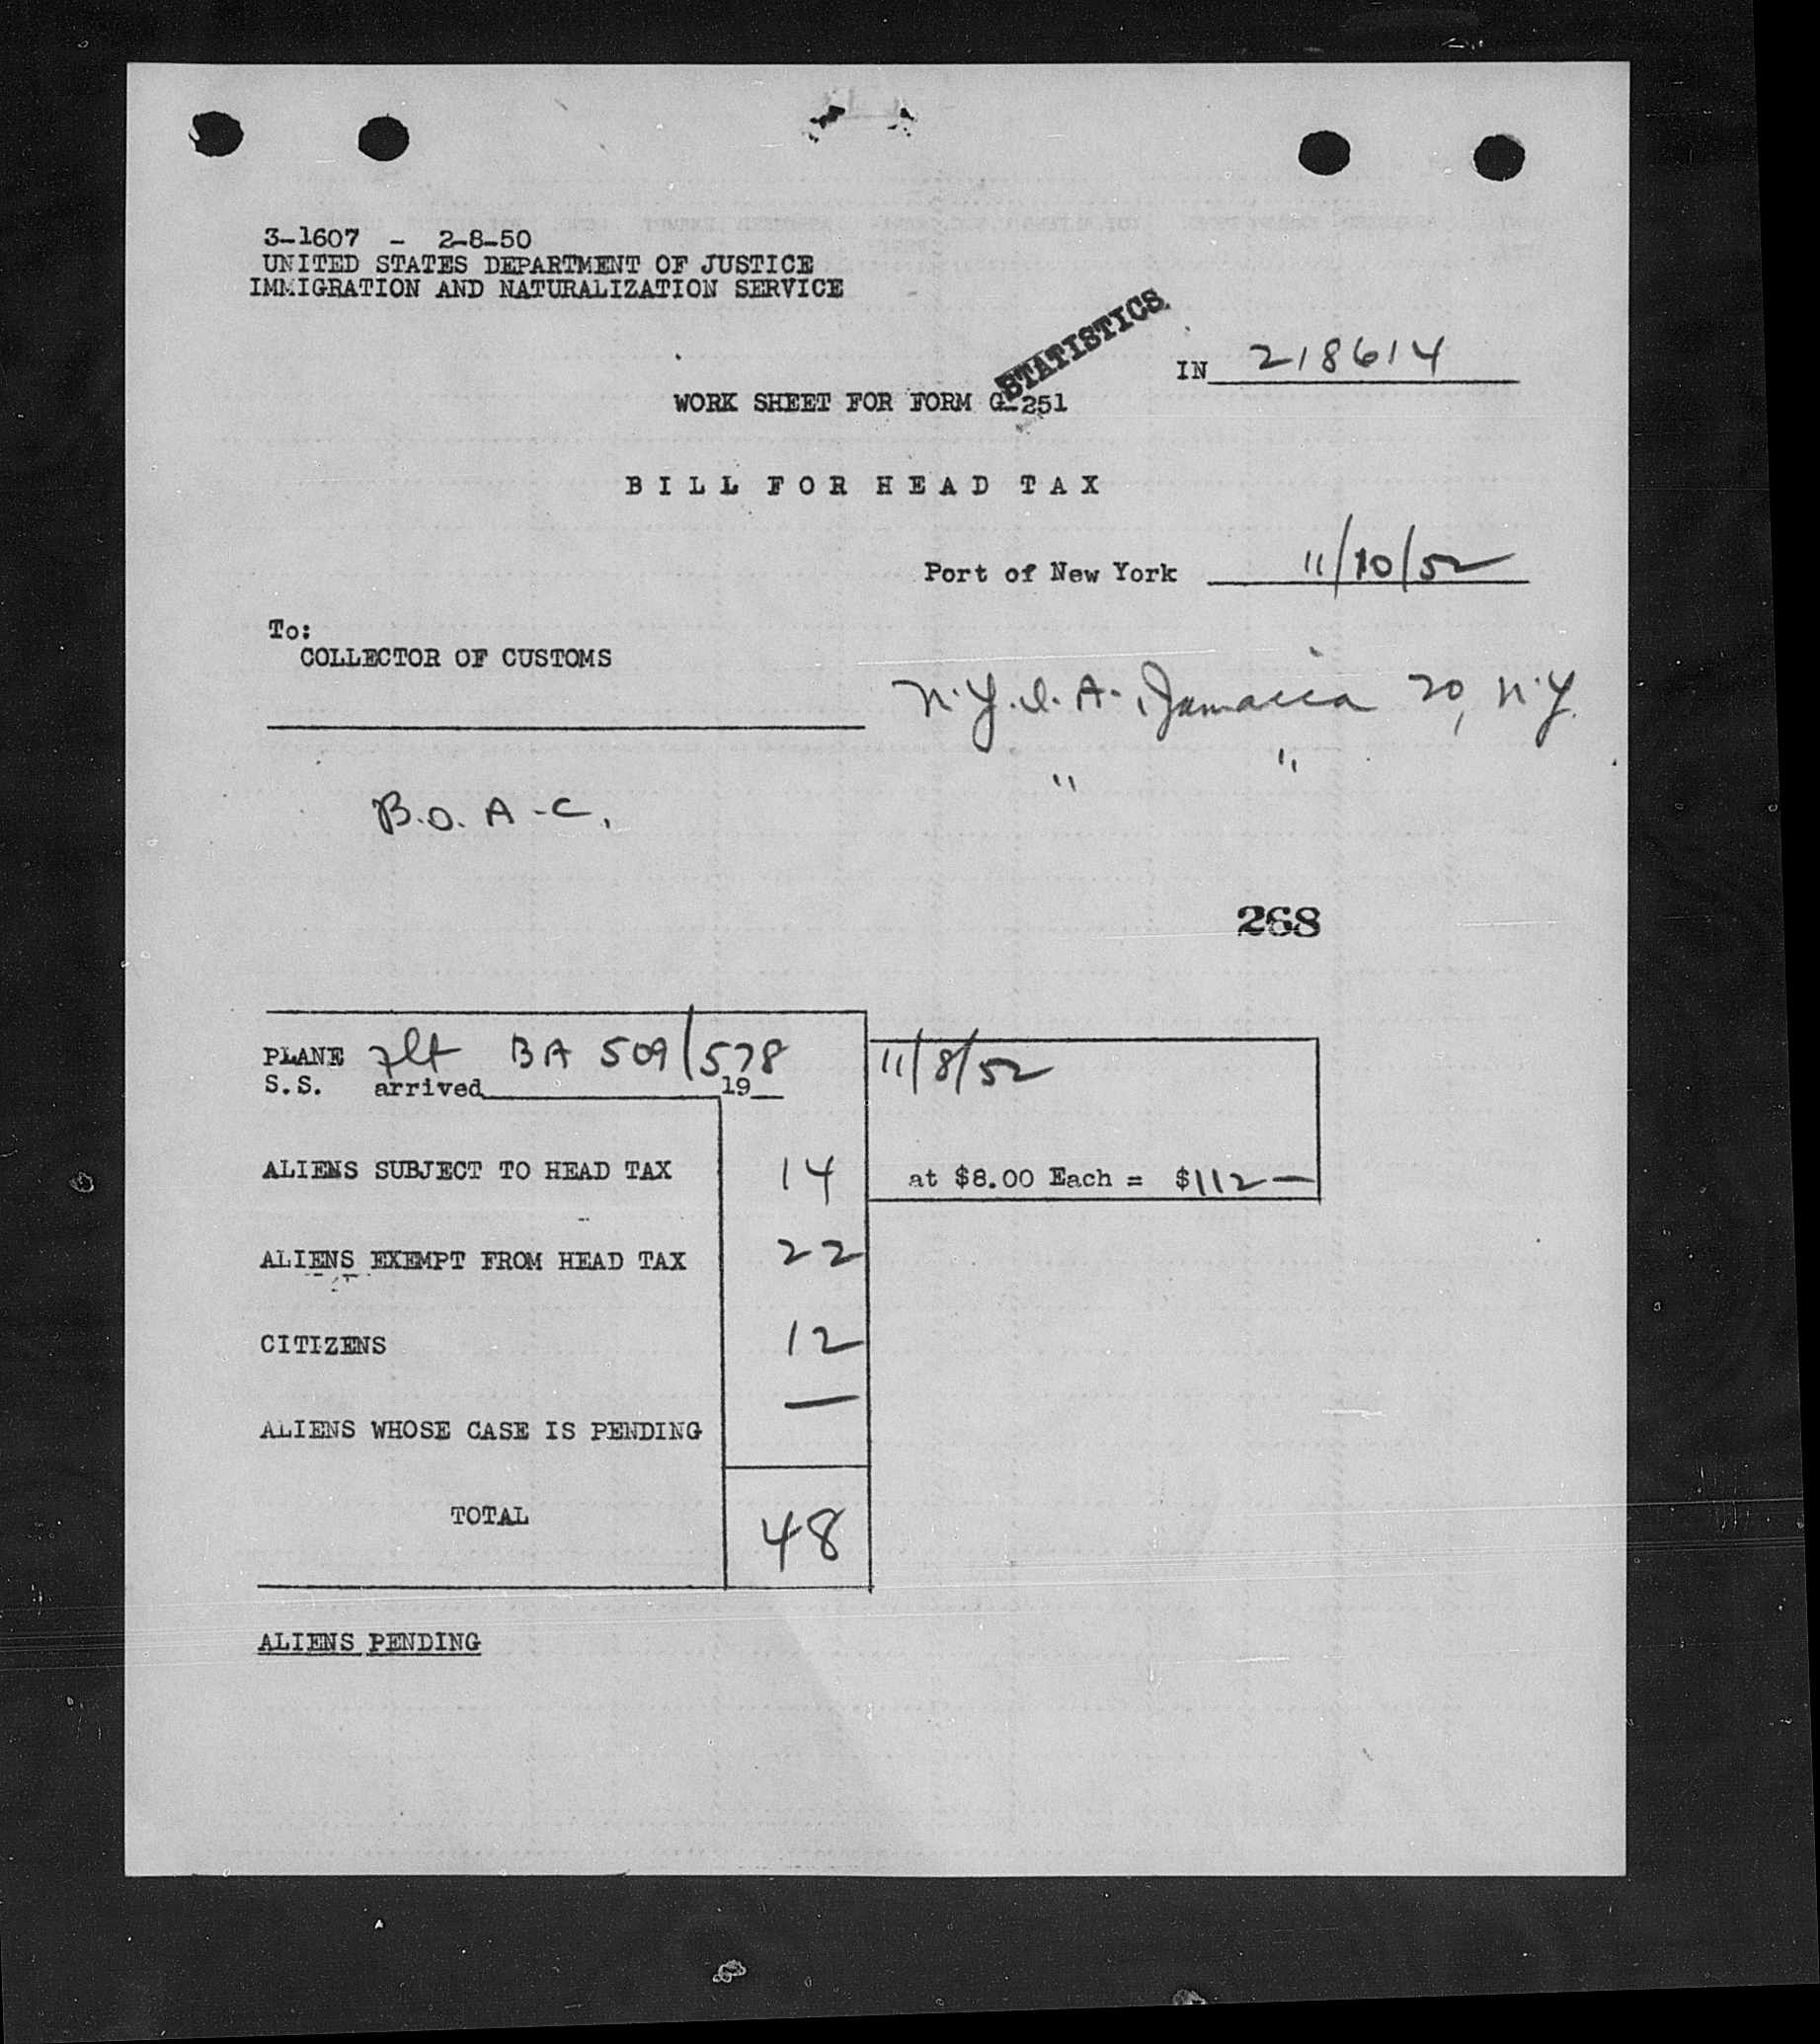 3-1607 - 2-8-50
UNITED STATES DEPARTMENT OF JUSTICE
IMMIGRATION AND NATURALIZATION SERVICE
STATISTICS
IN 218614
WORK SHEET FOR FORM G-251
BILL FOR HEAD TAX
Port of New York 11/10/52
To:
COLLECTOR OF CUSTOMS
N.Y.I.A. Jamaica 20, N.Y.
" "
B.O.A.C.
268
PLANE Flt BA 509/578 11/8/52
S.S. arrived 19
ALIENS SUBJECT TO HEAD TAX 14 at $8.00 Each = $112—
ALIENS EXEMPT FROM HEAD TAX 22
CITIZENS 12
ALIENS WHOSE CASE IS PENDING —
TOTAL 48
ALIENS PENDING